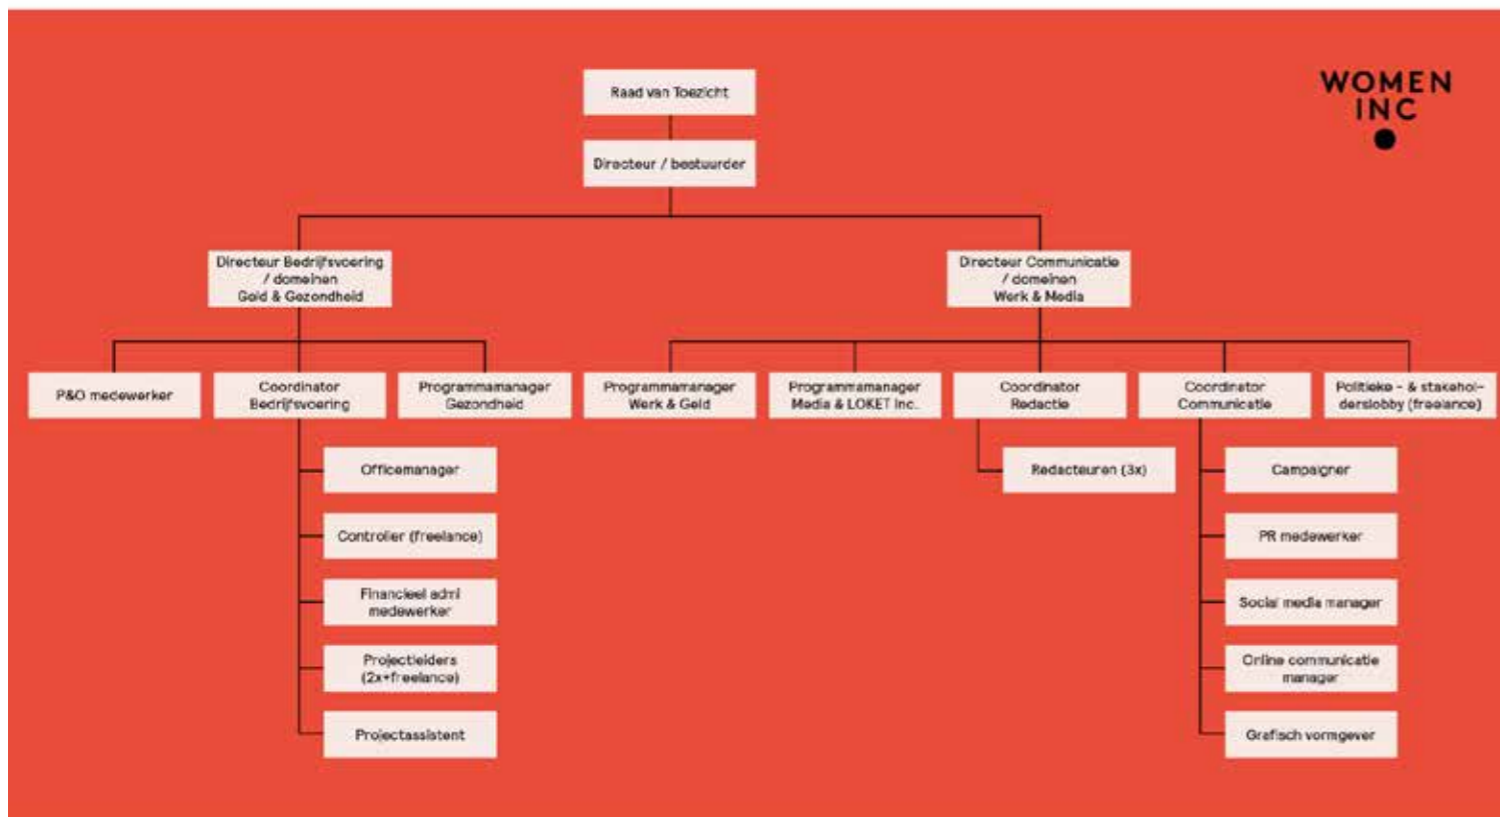 WOMEN
INC
Raad van Toezicht
Directeur / bestuurder
Directeur Bedrijfsvoering
/ domeinen
Geld & Gezondheid
Directeur Communicatie
/ domeinen
Werk & Media
P&O medewerker
Coordinator
Bedrijfsvoering
Programmamanager
Gezondheid
Programmamanager
Werk & Geld
Programmamanager
Media & LOKET Inc.
Coordinator
Redactie
Coordinator
Communicatie
Politieke - & stakehol-
derslobby (freelance)
Officemanager
Controller (freelance)
Financieel admi
medewerker
Projectleiders
(2x+freelance)
Projectassistent
Redacteuren (3x)
Campaigner
PR medewerker
Social media manager
Online communicatie
manager
Grafisch vormgever